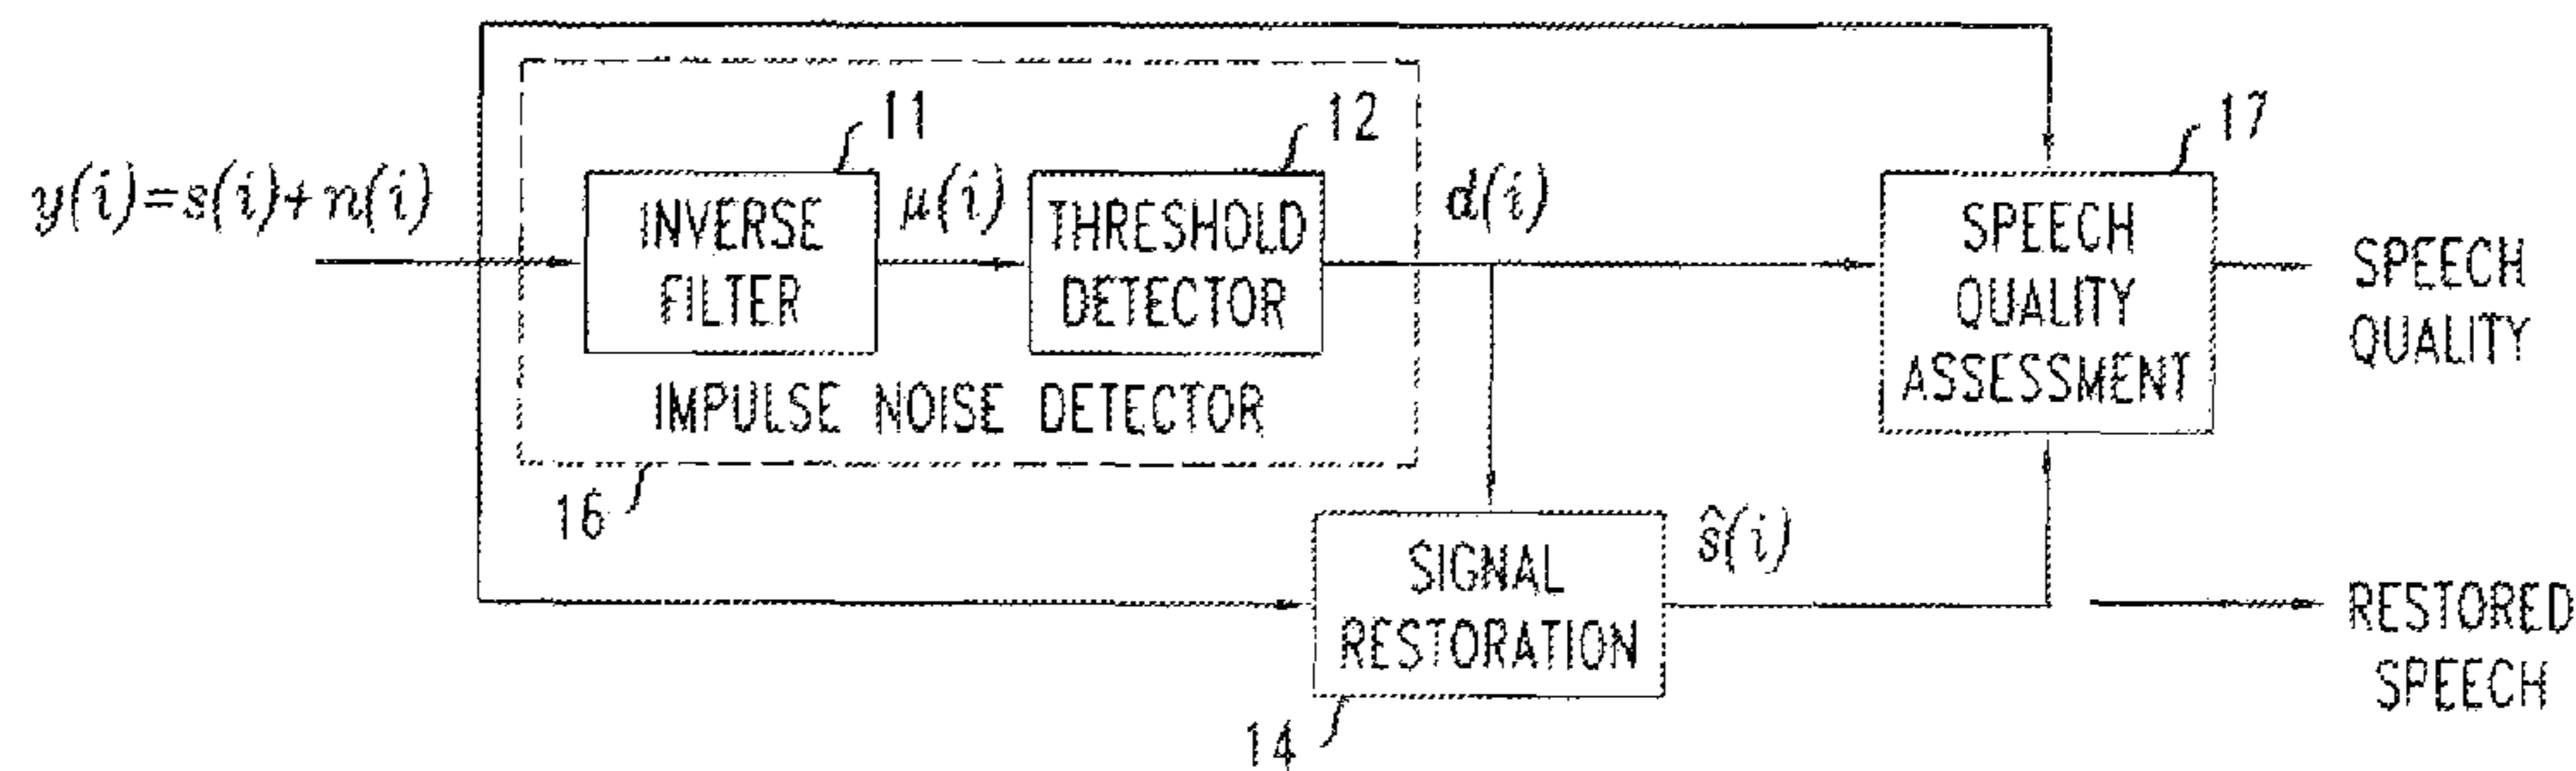 y(i)=s(i)+n(i)
11
INVERSE
FILTER
μ(i)
12
THRESHOLD
DETECTOR
IMPULSE NOISE DETECTOR
16
d(i)
17
SPEECH
QUALITY
ASSESSMENT
SPEECH
QUALITY
SIGNAL
RESTORATION
14
ŝ(i)
RESTORED
SPEECH